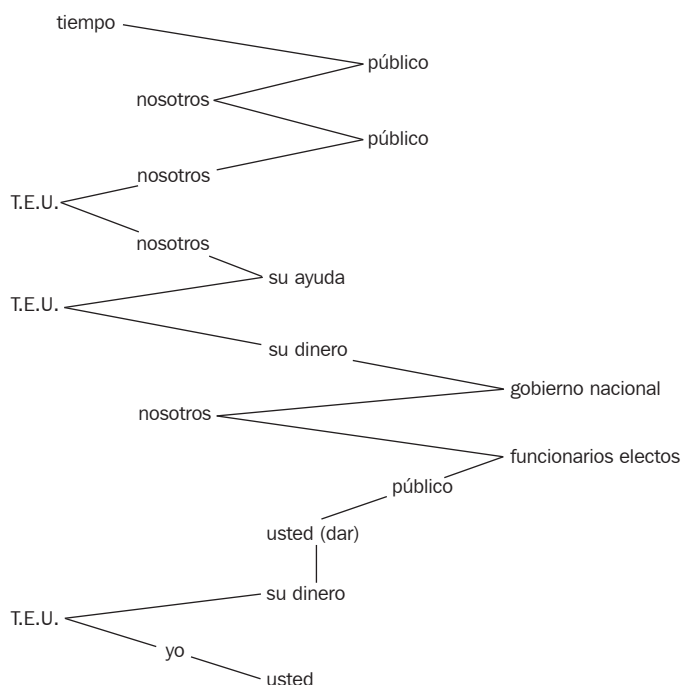 tiempo
público
nosotros
público
nosotros
T.E.U.
nosotros
su ayuda
T.E.U.
su dinero
gobierno nacional
nosotros
funcionarios electos
público
usted (dar)
su dinero
T.E.U.
yo
usted